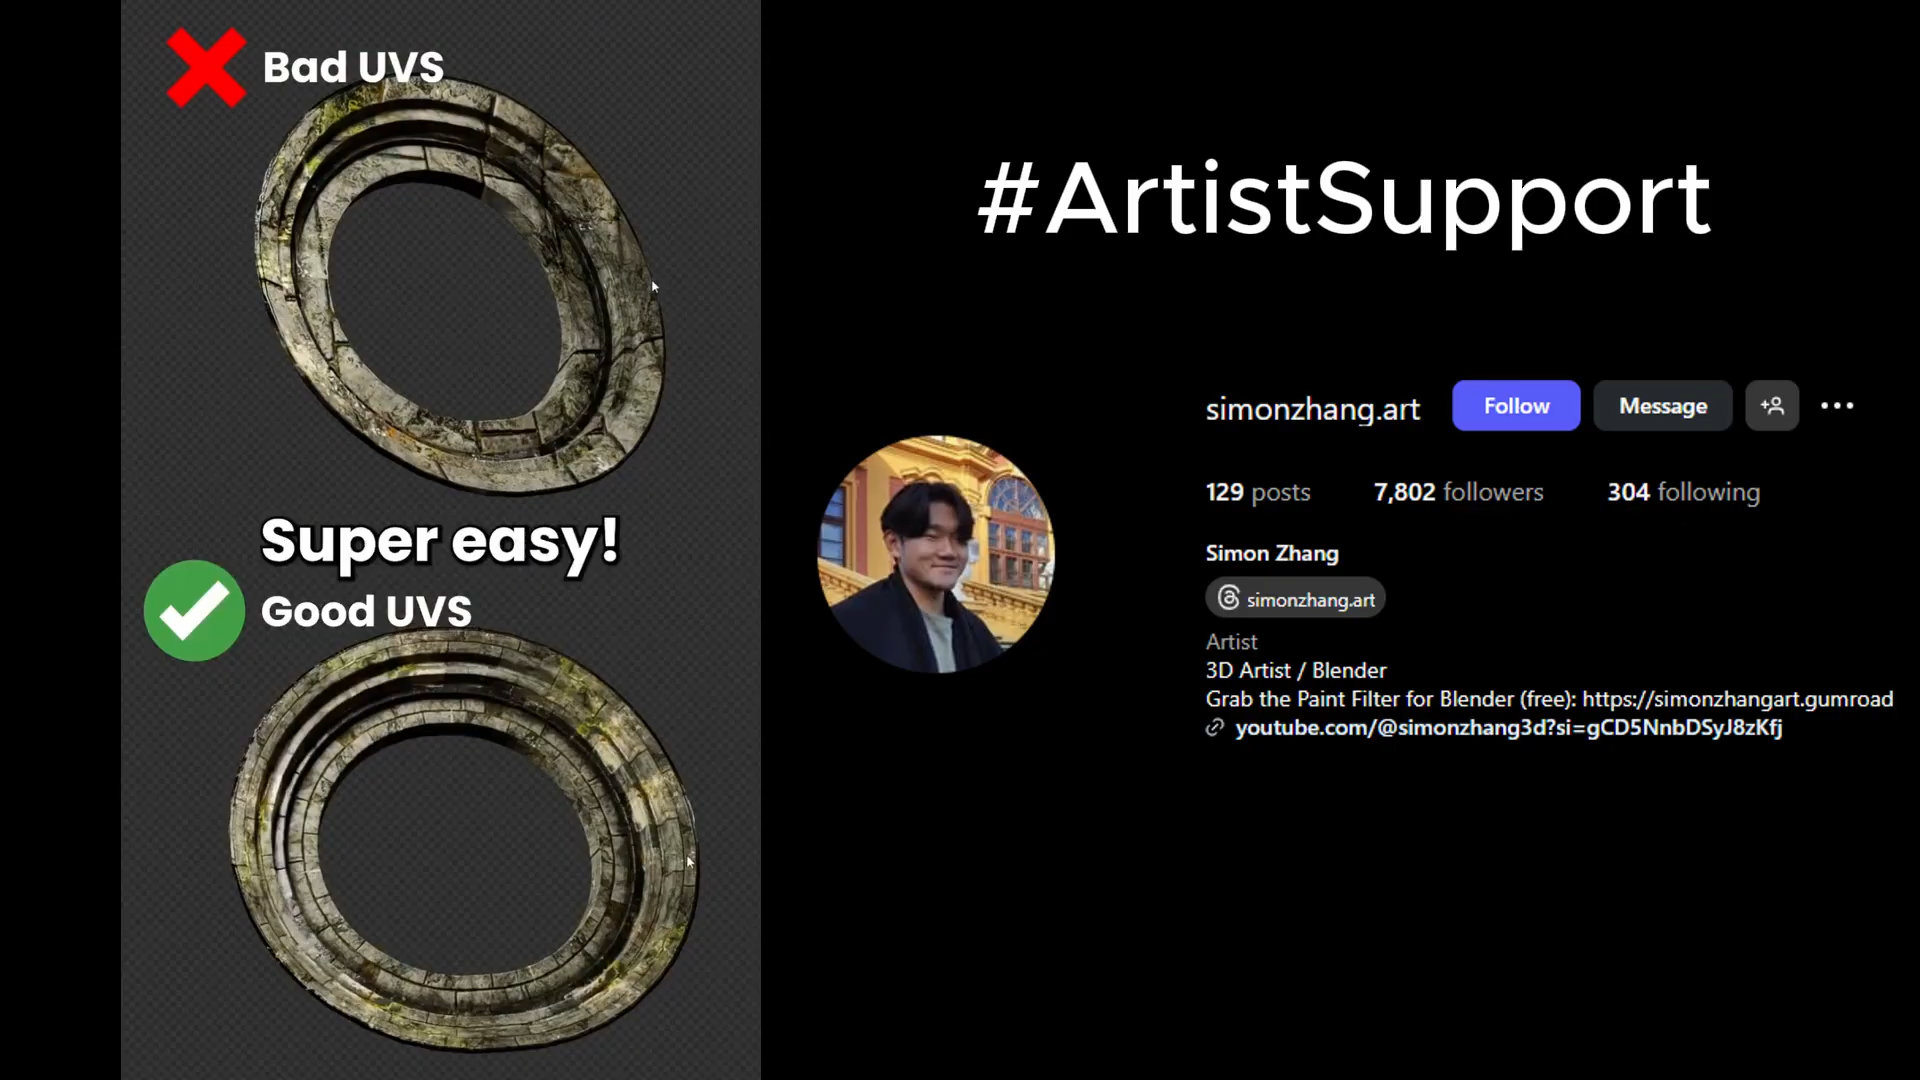 Bad UVS
Super easy!
Good UVS
#ArtistSupport
simonzhang.art Follow Message
129 posts 7,802 followers 304 following
Simon Zhang
simonzhang.art
Artist
3D Artist / Blender
Grab the Paint Filter for Blender (free): https://simonzhangart.gumroad
youtube.com/@simonzhang3d?si=gCD5NnbDSyJ8zKfj